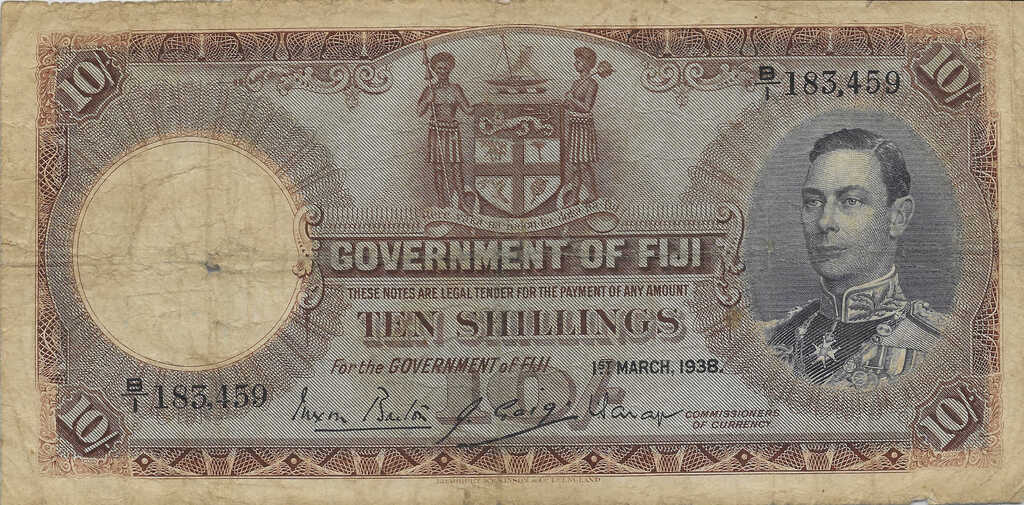 10/
10/
B/1 183,459
GOVERNMENT OF FIJI
THESE NOTES ARE LEGAL TENDER FOR THE PAYMENT OF ANY AMOUNT
TEN SHILLINGS
For the GOVERNMENT of FIJI 1ST MARCH, 1938.
10/-
B/1 183,459
COMMISSIONERS
OF CURRENCY.
10/
10/